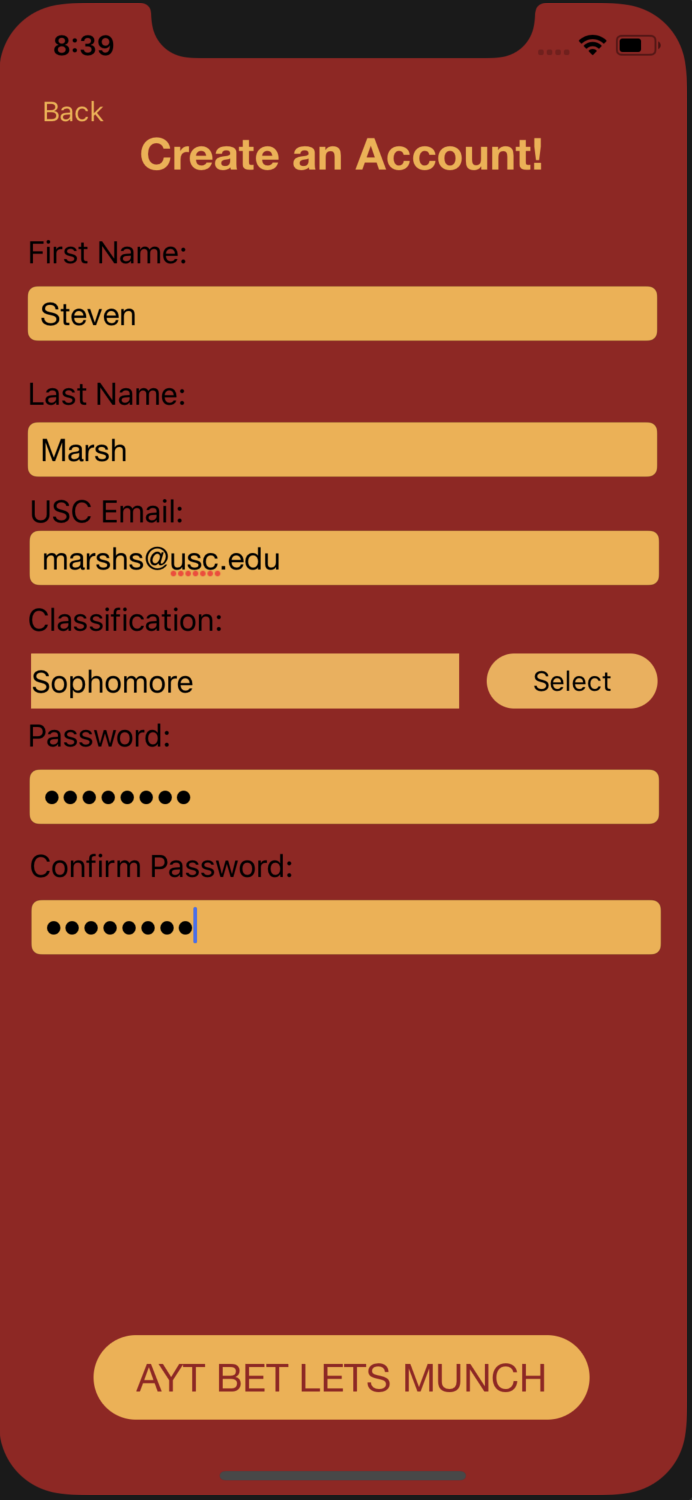 8:39
Back
Create an Account!
First Name:
Steven
Last Name:
Marsh
USC Email:
marshs@usc.edu
Classification:
Sophomore Select
Password:
••••••••
Confirm Password:
••••••••
AYT BET LETS MUNCH